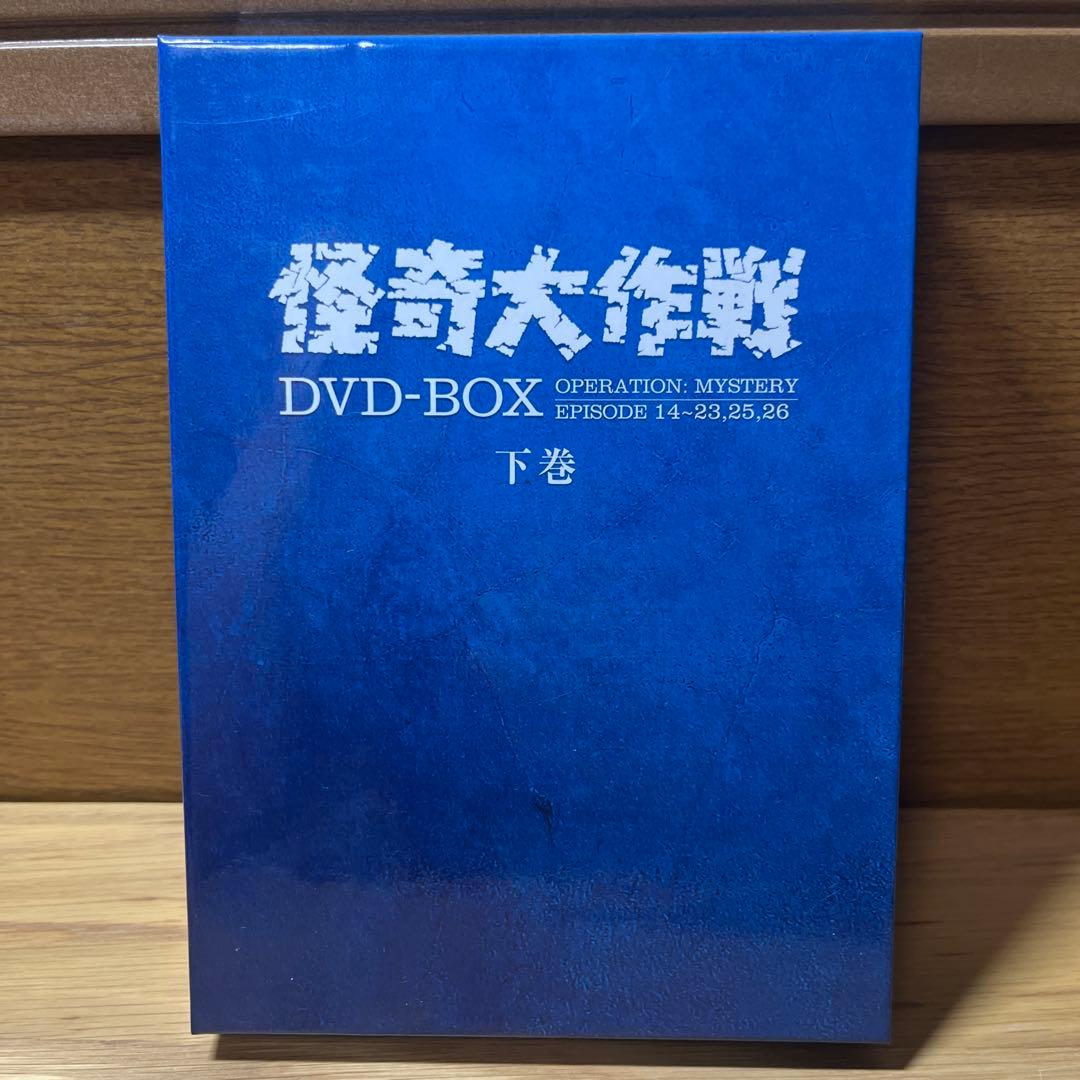 怪奇大作戦
DVD-BOX
OPERATION: MYSTERY
EPISODE 14~23,25,26
下巻